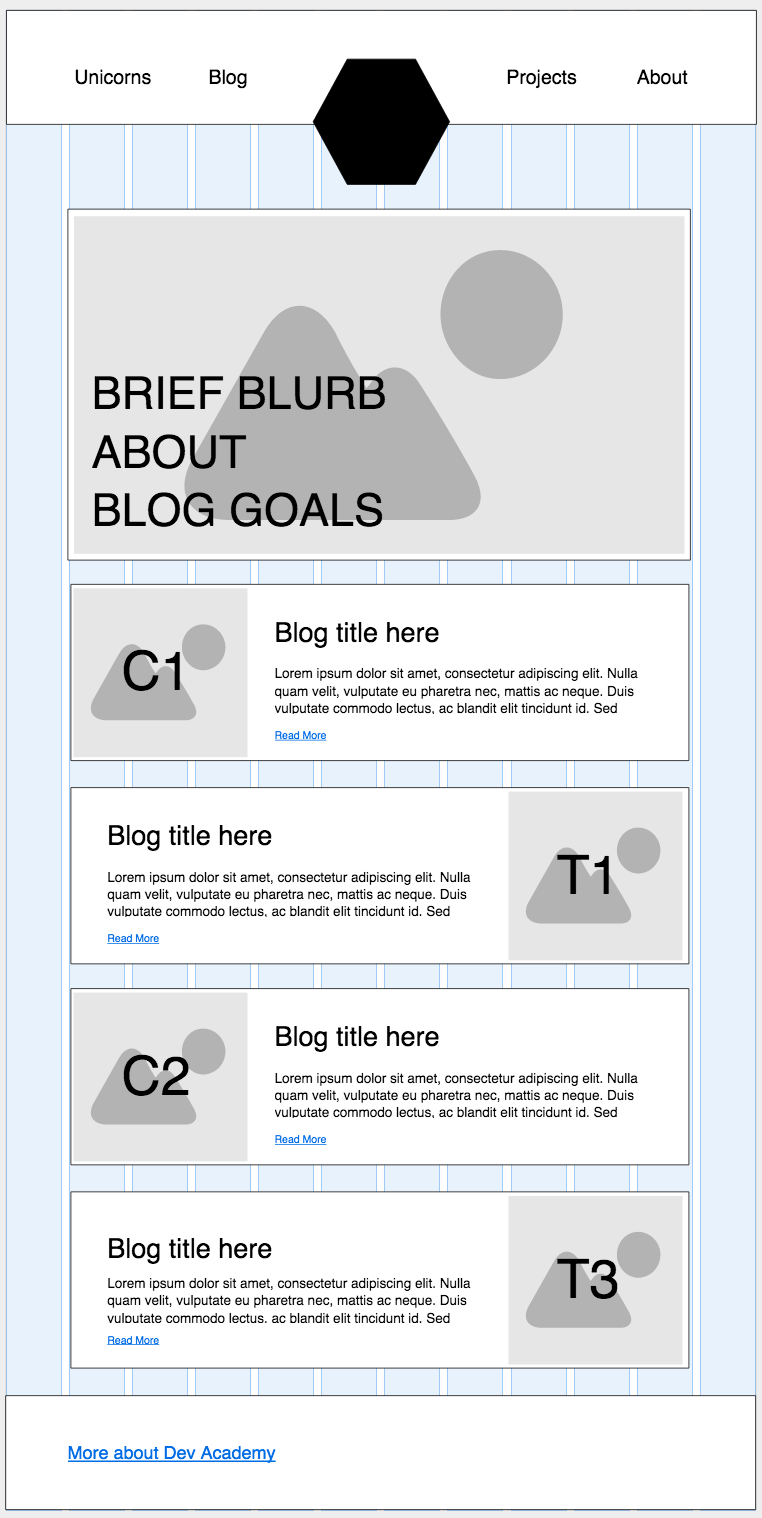 Unicorns Blog Projects About
BRIEF BLURB
ABOUT
BLOG GOALS
C1
Blog title here
Lorem ipsum dolor sit amet, consectetur adipiscing elit. Nulla
quam velit, vulputate eu pharetra nec, mattis ac neque. Duis
vulputate commodo lectus, ac blandit elit tincidunt id. Sed
Read More
Blog title here
Lorem ipsum dolor sit amet, consectetur adipiscing elit. Nulla
quam velit, vulputate eu pharetra nec, mattis ac neque. Duis
vulputate commodo lectus, ac blandit elit tincidunt id. Sed
Read More
T1
C2
Blog title here
Lorem ipsum dolor sit amet, consectetur adipiscing elit. Nulla
quam velit, vulputate eu pharetra nec, mattis ac neque. Duis
vulputate commodo lectus, ac blandit elit tincidunt id. Sed
Read More
Blog title here
Lorem ipsum dolor sit amet, consectetur adipiscing elit. Nulla
quam velit, vulputate eu pharetra nec, mattis ac neque. Duis
vulputate commodo lectus, ac blandit elit tincidunt id. Sed
Read More
T3
More about Dev Academy